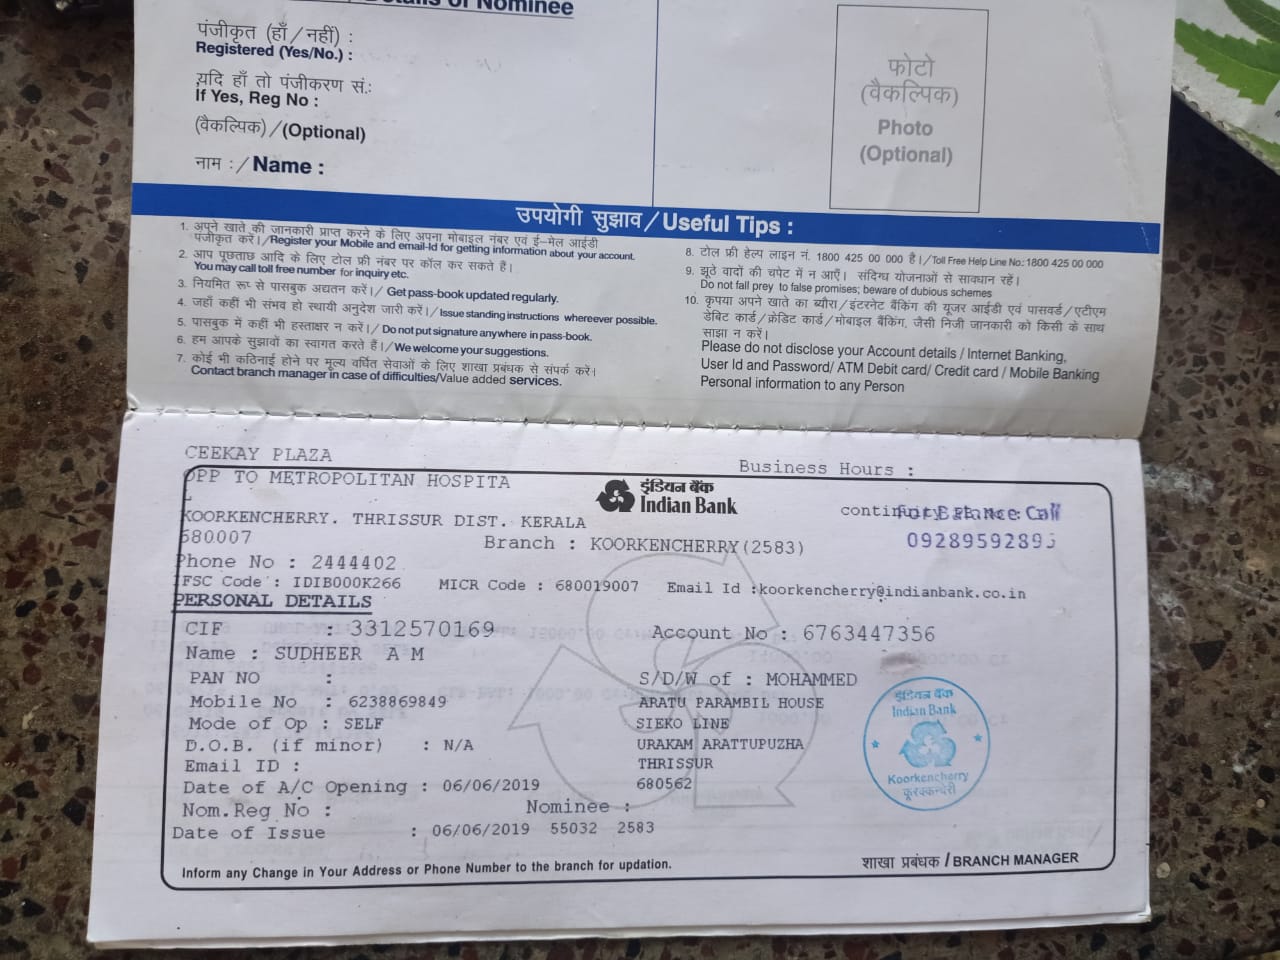 Details of Nominee
पंजीकृत (हाँ/नहीं) :
Registered (Yes/No.) :
यदि हाँ तो पंजीकरण सं.:
If Yes, Reg No :
(वैकल्पिक)/(Optional)
नाम :/ Name :
फोटो
(वैकल्पिक)
Photo
(Optional)
उपयोगी सुझाव/Useful Tips :
1. अपने खाते की जानकारी प्राप्त करने के लिए अपना मोबाइल नंबर एवं ई-मेल आईडी
पंजीकृत करें।/Register your Mobile and email-Id for getting information about your account.
2. आप पूछताछ आदि के लिए टोल फ्री नंबर पर कॉल कर सकते हैं।
You may call toll free number for inquiry etc.
3. नियमित रूप से पासबुक अद्यतन करें।/ Get pass-book updated regularly.
4. जहाँ कहीं भी संभव हो स्थायी अनुदेश जारी करें।/Issue standing instructions whereever possible.
5. पासबुक में कहीं भी हस्ताक्षर न करें।/ Do not put signature anywhere in pass-book.
6. हम आपके सुझावों का स्वागत करते हैं।/We welcome your suggestions.
7. कोई भी कठिनाई होने पर मूल्य वर्धित सेवाओं के लिए शाखा प्रबंधक से संपर्क करें।
Contact branch manager in case of difficulties/Value added services.
8. टोल फ्री हेल्प लाइन नं. 1800 425 00 000 है।/Toll Free Help Line No.: 1800 425 00 000
9. झूठे वादों की चपेट में न आएँ। संदिग्ध योजनाओं से सावधान रहें।
Do not fall prey to false promises; beware of dubious schemes
10. कृपया अपने खाते का ब्यौरा/इंटरनेट बैंकिंग की यूजर आईडी एवं पासवर्ड/एटीएम
डेबिट कार्ड/क्रेडिट कार्ड/मोबाइल बैंकिंग, जैसी निजी जानकारी को किसी के साथ
साझा न करें।
Please do not disclose your Account details / Internet Banking,
User Id and Password/ ATM Debit card/ Credit card / Mobile Banking
Personal information to any Person
CEEKAY PLAZA
OPP TO METROPOLITAN HOSPITA
L
Business Hours :
इंडियन बैंक
Indian Bank
For Balance Call
09289592895
KOORKENCHERRY. THRISSUR DIST. KERALA
680007
Branch : KOORKENCHERRY(2583)
Phone No : 2444402
IFSC Code : IDIB000K266 MICR Code : 680019007 Email Id :koorkencherry@indianbank.co.in
PERSONAL DETAILS
CIF : 3312570169 Account No : 6763447356
Name : SUDHEER A M
PAN NO : S/D/W of : MOHAMMED
Mobile No : 6238869849 ARATU PARAMBIL HOUSE
Mode of Op : SELF SIEKO LINE
D.O.B. (if minor) : N/A URAKAM ARATTUPUZHA
Email ID : THRISSUR
Date of A/C Opening : 06/06/2019 680562
Nom.Reg No : Nominee :
Date of Issue : 06/06/2019 55032 2583
इंडियन बैंक
Indian Bank
Koorkencherry
Inform any Change in Your Address or Phone Number to the branch for updation.
शाखा प्रबंधक / BRANCH MANAGER